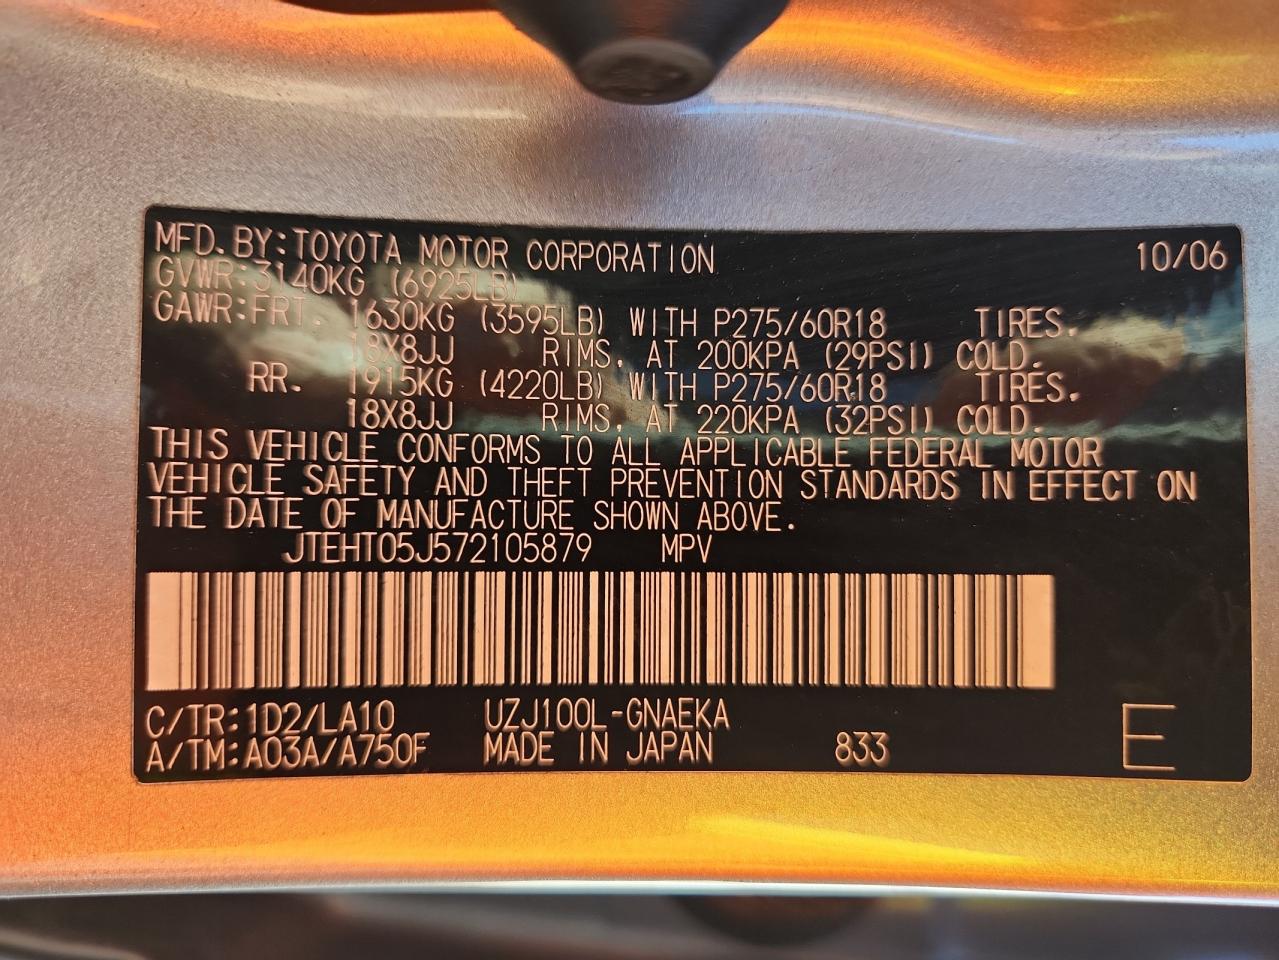 MFD. BY: TOYOTA MOTOR CORPORATION 10/06
GVWR: 3140KG (6925LB)
GAWR: FRT. 1630KG (3595LB) WITH P275/60R18 TIRES.
18X8JJ RIMS, AT 200KPA (29PSI) COLD.
RR. 1915KG (4220LB) WITH P275/60R18 TIRES.
18X8JJ RIMS, AT 220KPA (32PSI) COLD.
THIS VEHICLE CONFORMS TO ALL APPLICABLE FEDERAL MOTOR
VEHICLE SAFETY AND THEFT PREVENTION STANDARDS IN EFFECT ON
THE DATE OF MANUFACTURE SHOWN ABOVE.
JTEHT05J572105879 MPV
C/TR: 1D2/LA10 UZJ100L-GNAEKA
A/TM: A03A/A750F MADE IN JAPAN 833 E